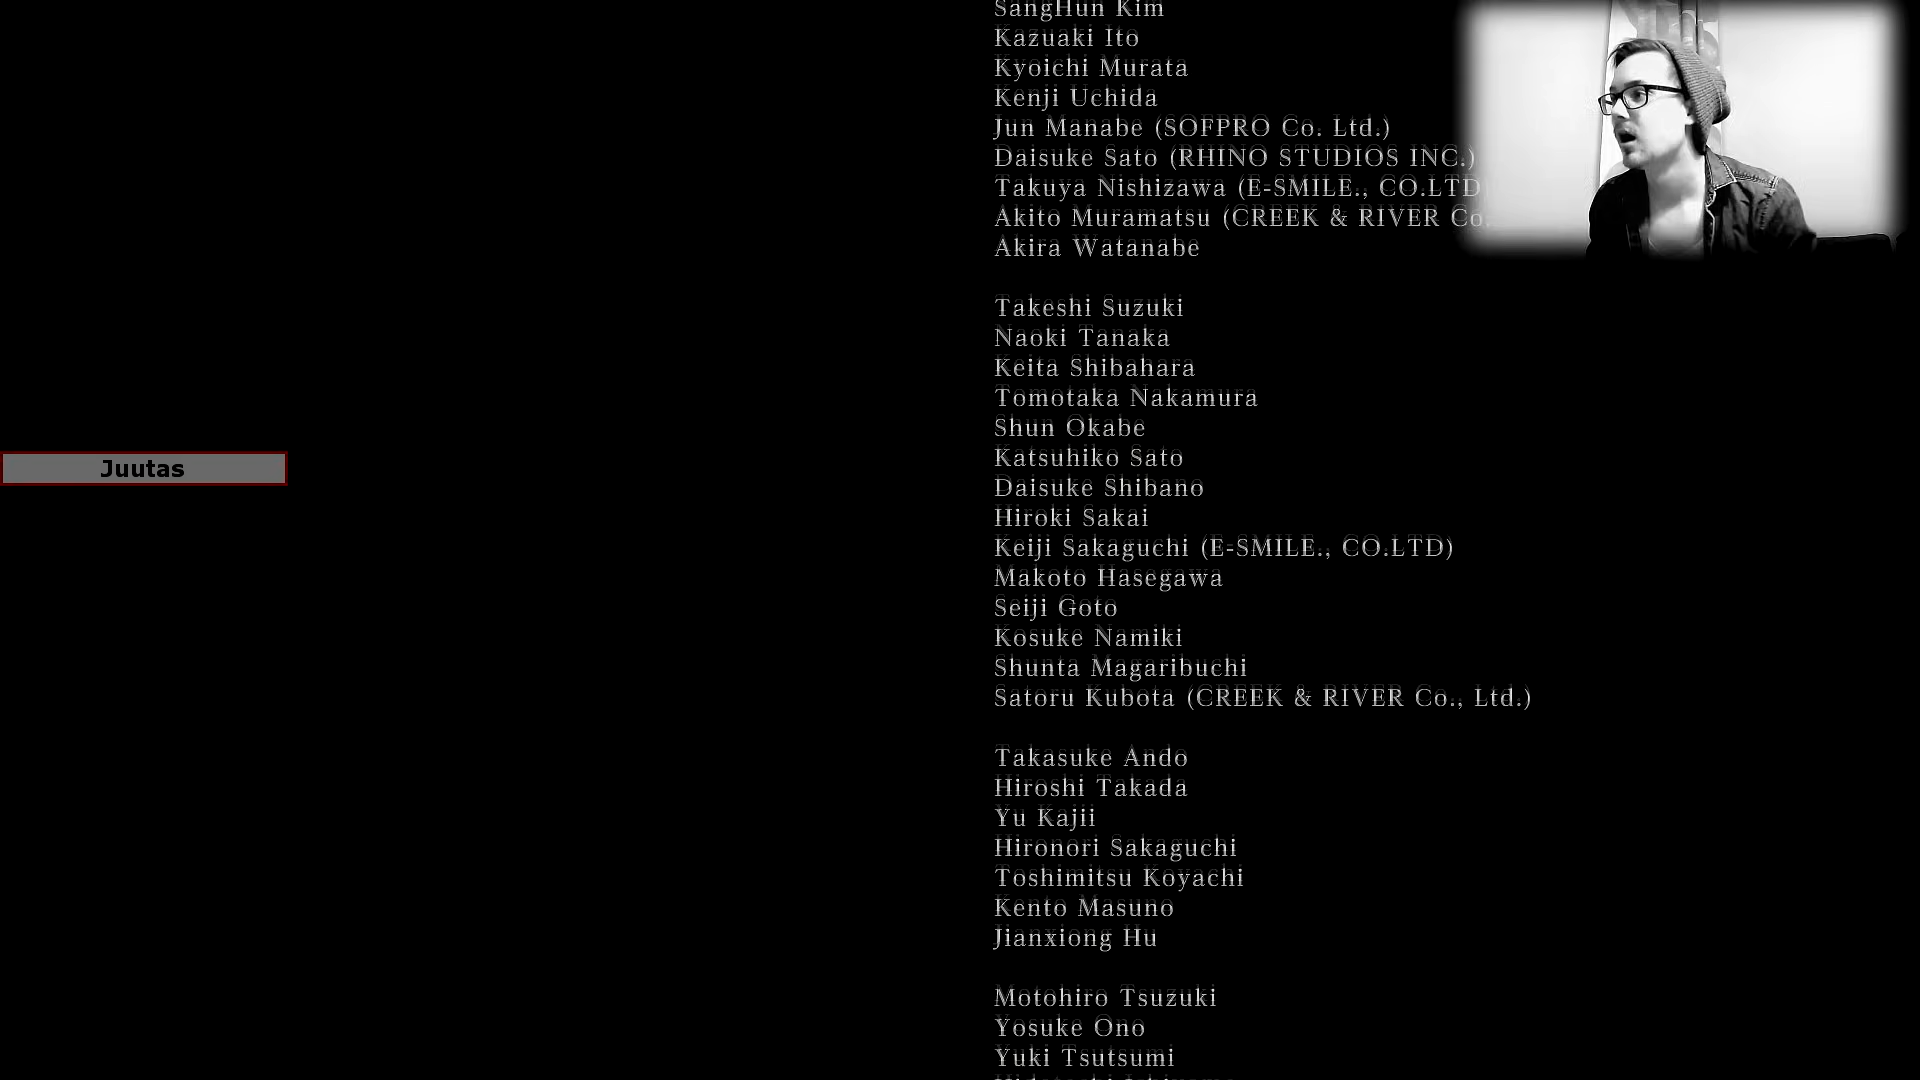 SangHun Kim
Kazuaki Ito
Kyoichi Murata
Kenji Uchida
Jun Manabe (SOFPRO Co. Ltd.)
Daisuke Sato (RHINO STUDIOS INC.)
Takuya Nishizawa (E-SMILE., CO.LTD
Akito Muramatsu (CREEK & RIVER Co.
Akira Watanabe
Takeshi Suzuki
Naoki Tanaka
Keita Shibahara
Tomotaka Nakamura
Shun Okabe
Juutas
Katsuhiko Sato
Daisuke Shibano
Hiroki Sakai
Keiji Sakaguchi (E-SMILE., CO.LTD)
Makoto Hasegawa
Seiji Goto
Kosuke Namiki
Shunta Magaribuchi
Satoru Kubota (CREEK & RIVER Co., Ltd.)
Takasuke Ando
Hiroshi Takada
Yu Kajii
Hironori Sakaguchi
Toshimitsu Koyachi
Kento Masuno
Jianxiong Hu
Motohiro Tsuzuki
Yosuke Ono
Yuki Tsutsumi